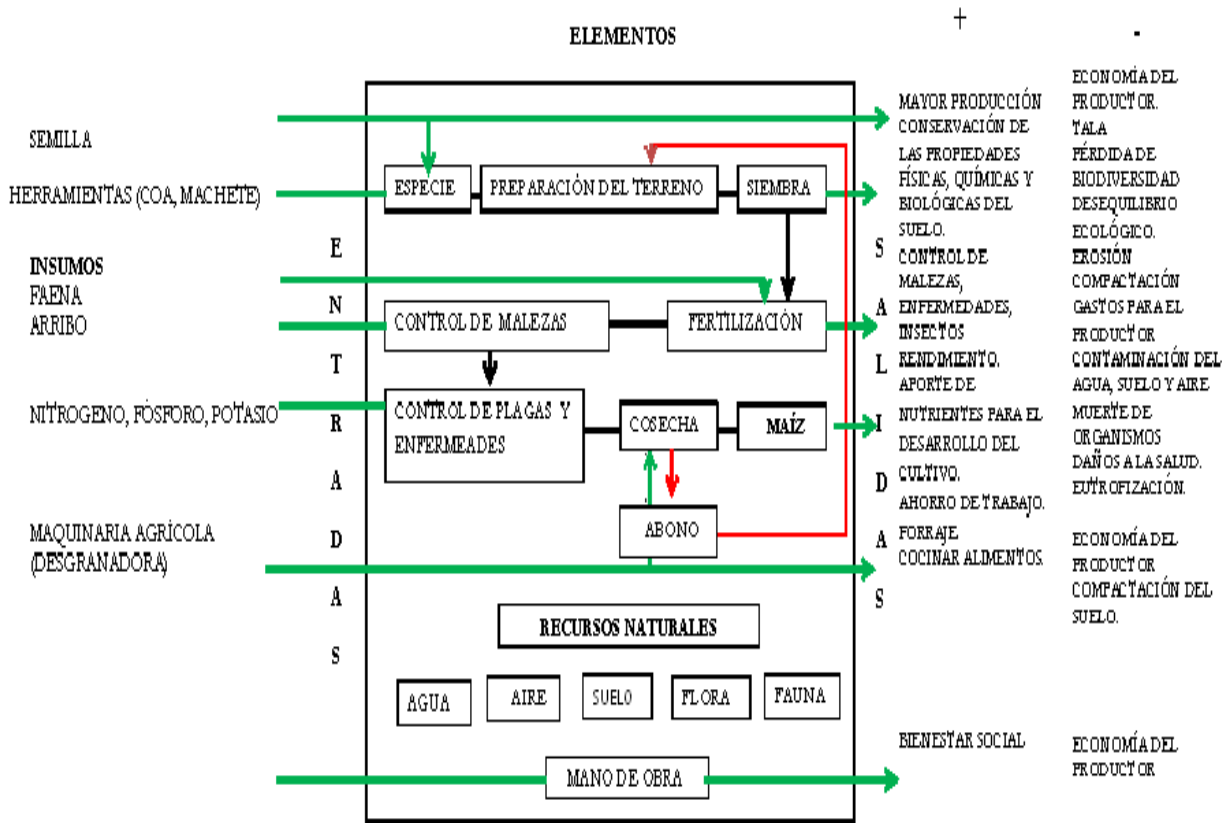 ELEMENTOS
+
-
SEMILLA
HERRAMIENTAS (COA, MACHETE)
INSUMOS
FAENA
ARRIBO
NITROGENO, FÓSFORO, POTASIO
MAQUINARIA AGRÍCOLA
(DESGRANADORA)
E
N
T
R
A
D
A
S
ESPECIE
PREPARACIÓN DEL TERRENO
SIEMBRA
CONTROL DE MALEZAS
FERTILIZACIÓN
CONTROL DE PLAGAS Y
ENFERMEADES
COSECHA
MAÍZ
ABONO
RECURSOS NATURALES
AGUA
AIRE
SUELO
FLORA
FAUNA
MANO DE OBRA
S
A
L
I
D
A
S
MAYOR PRODUCCIÓN
CONSERVACIÓN DE
LAS PROPIEDADES
FÍSICAS, QUÍMICAS Y
BIOLÓGICAS DEL
SUELO.
CONTROL DE
MALEZAS,
ENFERMEDADES,
INSECTOS
RENDIMIENTO.
APORTE DE
NUTRIENTES PARA EL
DESARROLLO DEL
CULTIVO.
AHORRO DE TRABAJO.
FORRAJE
COCINAR ALIMENTOS.
BIENESTAR SOCIAL
ECONOMÍA DEL
PRODUCTOR.
TALA
PÉRDIDA DE
BIODIVERSIDAD
DESEQUILIBRIO
ECOLÓGICO.
EROSIÓN
COMPACTACIÓN
GASTOS PARA EL
PRODUCTOR
CONTAMINACIÓN DEL
AGUA, SUELO Y AIRE
MUERTE DE
ORGANISMOS
DAÑOS A LA SALUD.
EUTROFIZACIÓN.
ECONOMÍA DEL
PRODUCTOR
COMPACTACIÓN DEL
SUELO.
ECONOMÍA DEL
PRODUCTOR